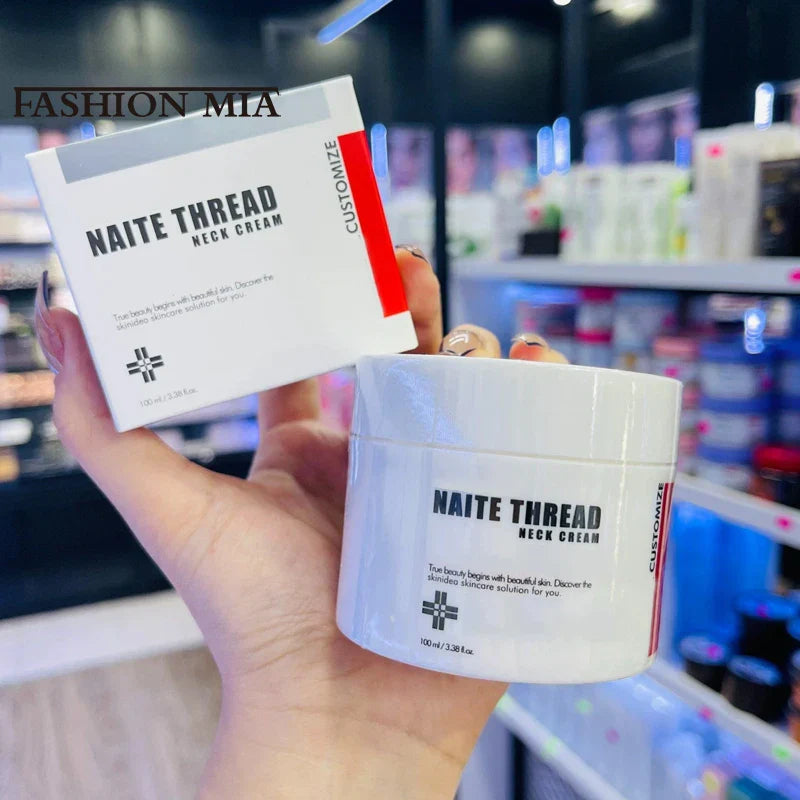 FASHION MIA
NAITE THREAD
NECK CREAM
CUSTOMIZE
True beauty begins with beautiful skin. Discover the
skinideo skincare solution for you.
100 ml / 3.38 fl.oz.
NAITE THREAD
NECK CREAM
CUSTOMIZE
True beauty begins with beautiful skin. Discover the
skinideo skincare solution for you.
100 ml / 3.38 fl.oz.